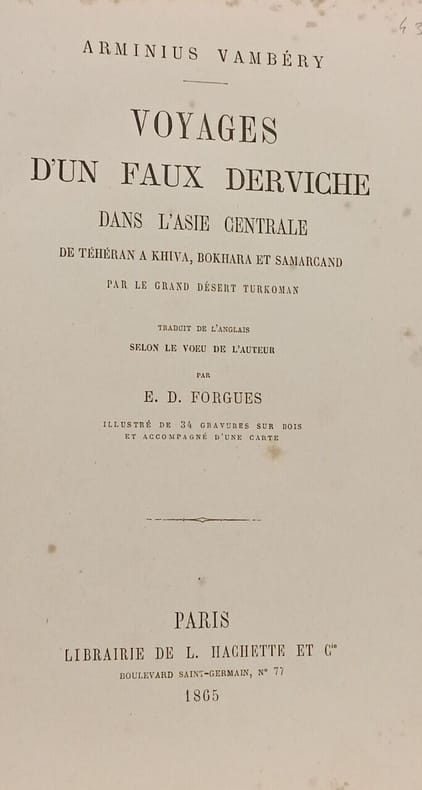 43
ARMINIUS VAMBÉRY
VOYAGES
D'UN FAUX DERVICHE
DANS L'ASIE CENTRALE
DE TÉHÉRAN A KHIVA, BOKHARA ET SAMARCAND
PAR LE GRAND DÉSERT TURKOMAN
TRADUIT DE L'ANGLAIS
SELON LE VOEU DE L'AUTEUR
PAR
E. D. FORGUES
ILLUSTRÉ DE 34 GRAVURES SUR BOIS
ET ACCOMPAGNÉ D'UNE CARTE
PARIS
LIBRAIRIE DE L. HACHETTE ET Cie
BOULEVARD SAINT-GERMAIN, No 77
1865